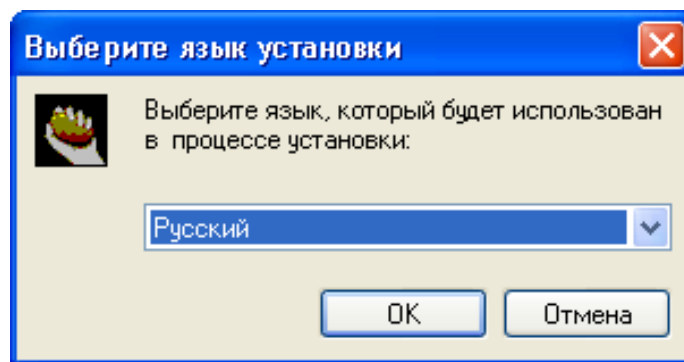 Выберите язык установки
Выберите язык, который будет использован
в процессе установки:
Русский
OK
Отмена